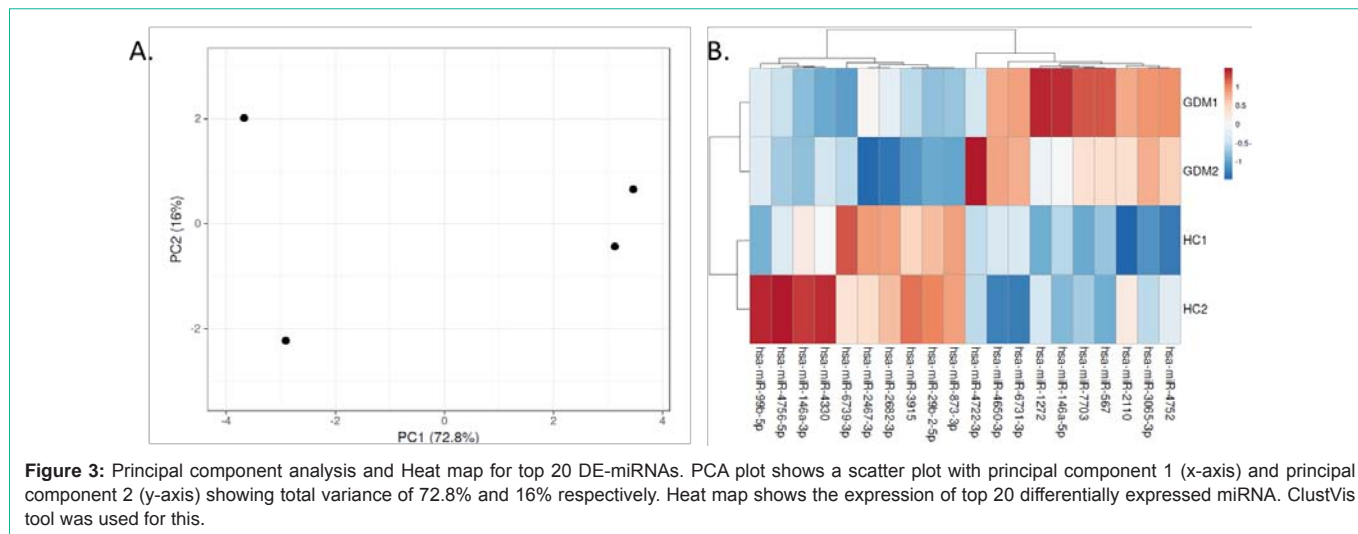 A.
PC2 (16%)
2
0
-2
-4
-2
0
2
4
PC1 (72.8%)
B.
1
0.5
0
-0.5
-1
GDM1
GDM2
HC1
HC2
hsa-miR-99b-5p
hsa-miR-4756-5p
hsa-miR-146a-3p
hsa-miR-4330
hsa-miR-6739-3p
hsa-miR-2467-3p
hsa-miR-2682-3p
hsa-miR-3915
hsa-miR-29b-2-5p
hsa-miR-873-3p
hsa-miR-4722-3p
hsa-miR-4650-3p
hsa-miR-6731-3p
hsa-miR-1272
hsa-miR-146a-5p
hsa-miR-7703
hsa-miR-567
hsa-miR-2110
hsa-miR-3065-3p
hsa-miR-4752
Figure 3: Principal component analysis and Heat map for top 20 DE-miRNAs. PCA plot shows a scatter plot with principal component 1 (x-axis) and principal
component 2 (y-axis) showing total variance of 72.8% and 16% respectively. Heat map shows the expression of top 20 differentially expressed miRNA. ClustVis
tool was used for this.